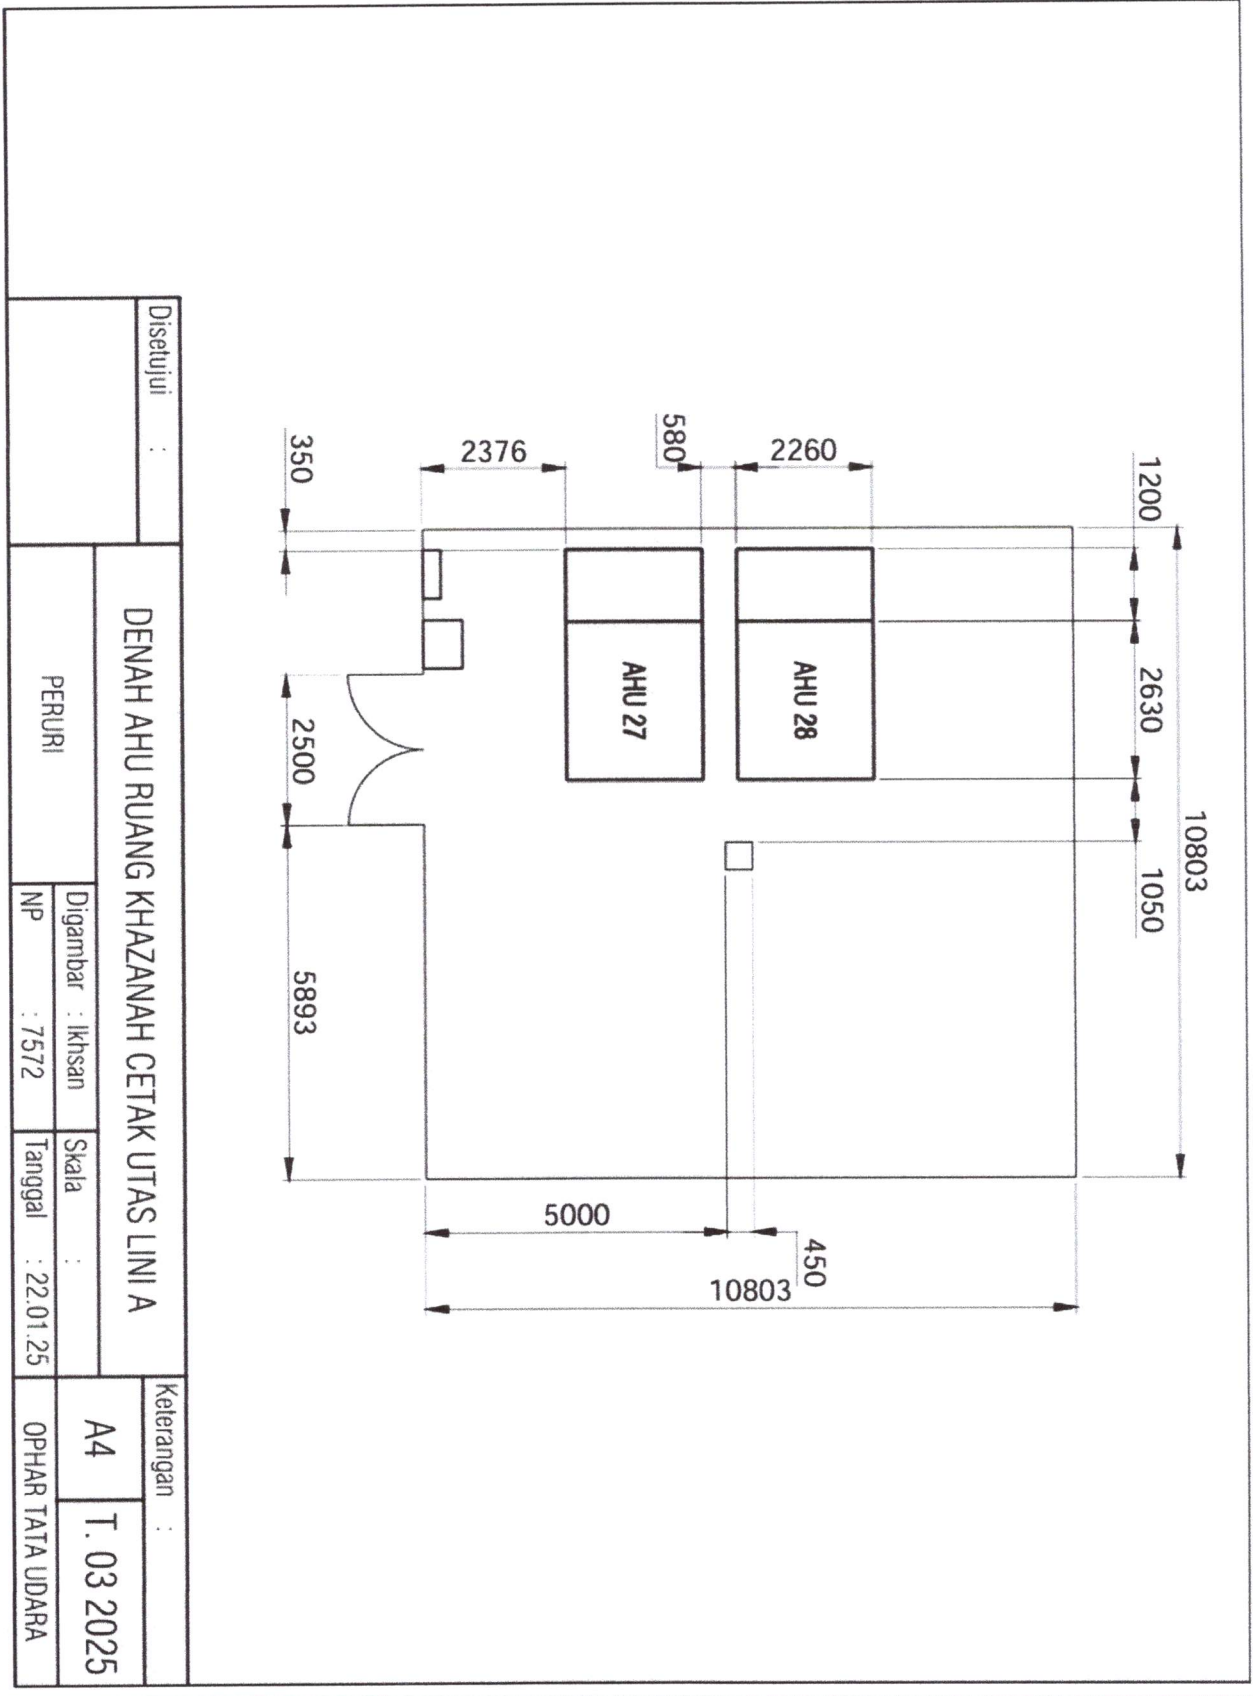 10803
1200
2630
1050
2260
580
2376
350
AHU 28
AHU 27
2500
5893
5000
450
10803
Disetujui :
DENAH AHU RUANG KHAZANAH CETAK UTAS LINI A
Keterangan :
PERURI
Digambar : Ikhsan
Skala :
A4
T. 03 2025
NP : 7572
Tanggal : 22.01.25
OPHAR TATA UDARA